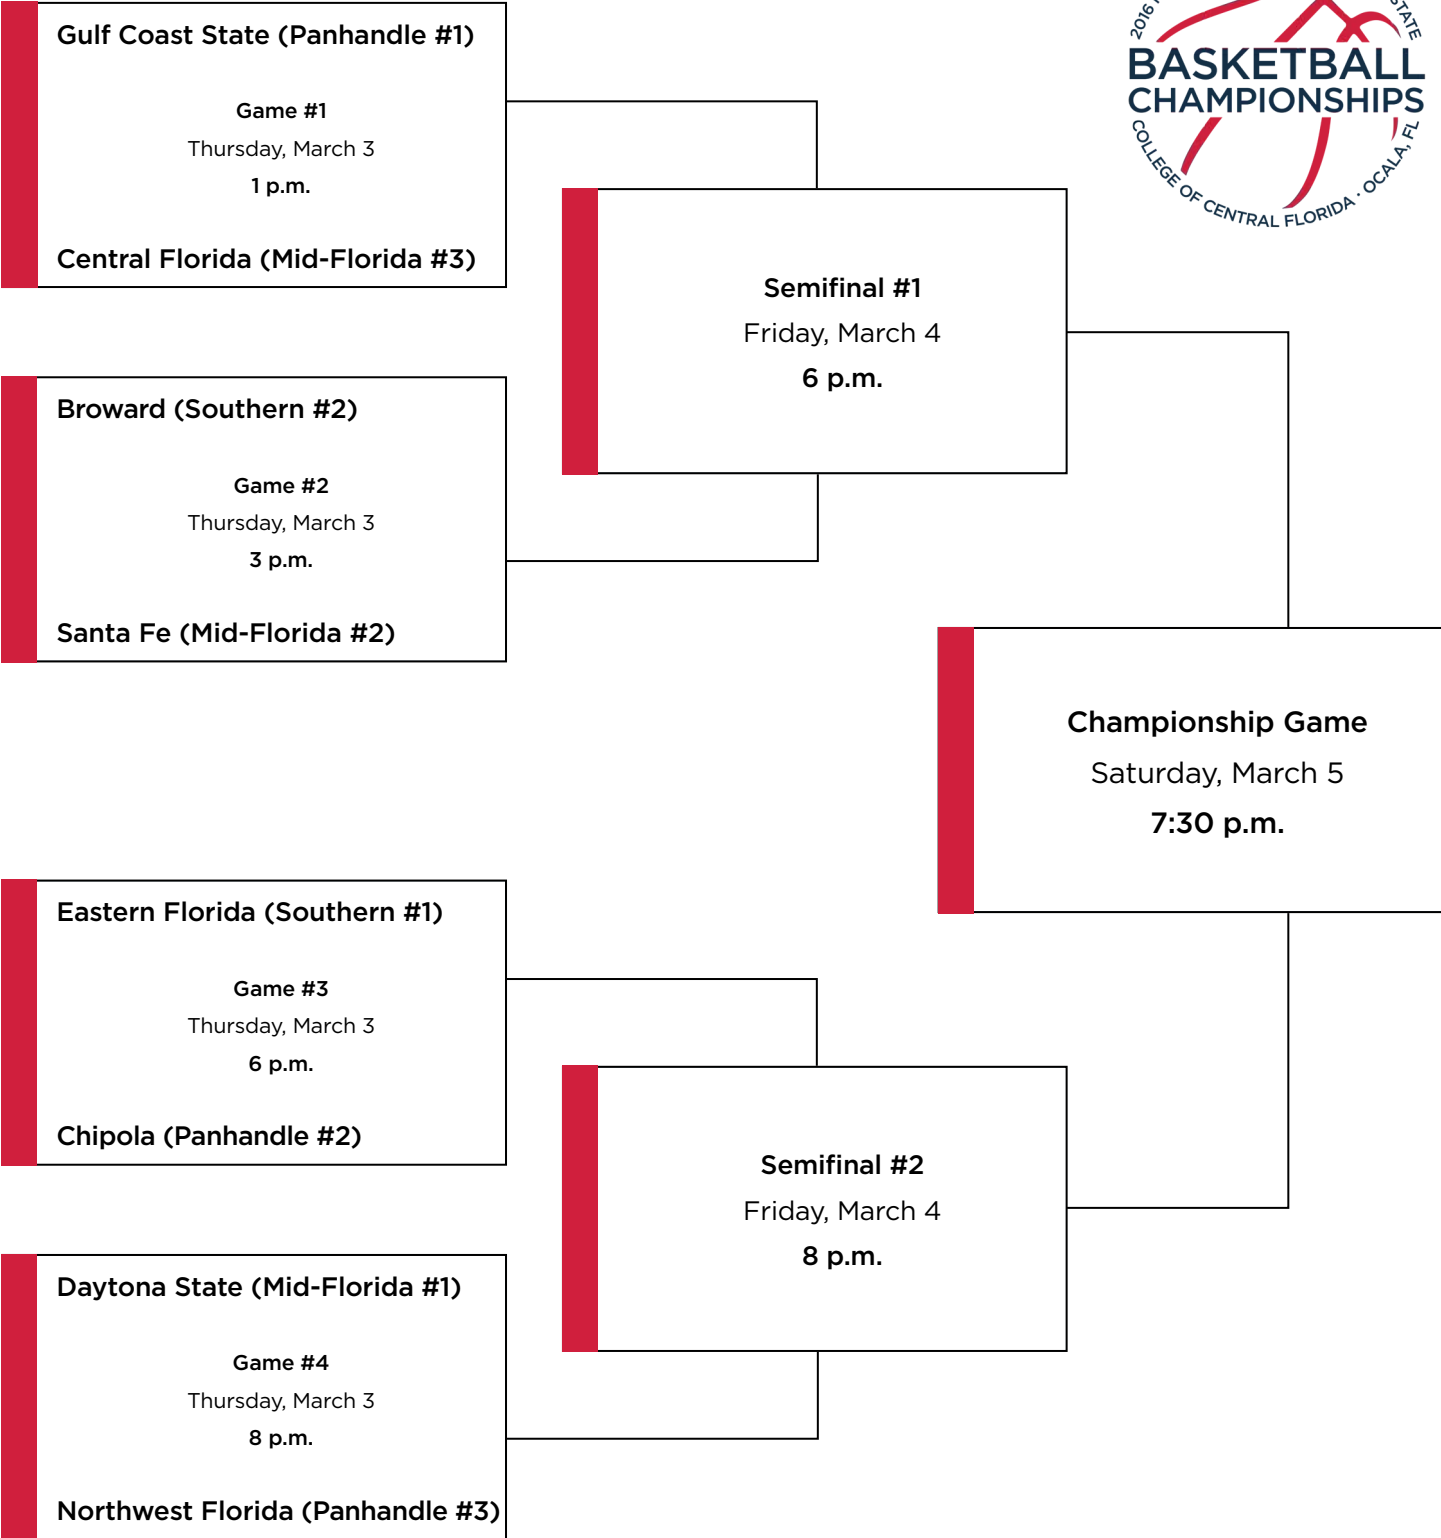 Gulf Coast State (Panhandle #1)
Game #1
Thursday, March 3
1 p.m.
Central Florida (Mid-Florida #3)
2016
STATE
BASKETBALL
CHAMPIONSHIPS
COLLEGE OF CENTRAL FLORIDA · OCALA, FL
Semifinal #1
Friday, March 4
6 p.m.
Broward (Southern #2)
Game #2
Thursday, March 3
3 p.m.
Santa Fe (Mid-Florida #2)
Championship Game
Saturday, March 5
7:30 p.m.
Eastern Florida (Southern #1)
Game #3
Thursday, March 3
6 p.m.
Chipola (Panhandle #2)
Semifinal #2
Friday, March 4
8 p.m.
Daytona State (Mid-Florida #1)
Game #4
Thursday, March 3
8 p.m.
Northwest Florida (Panhandle #3)